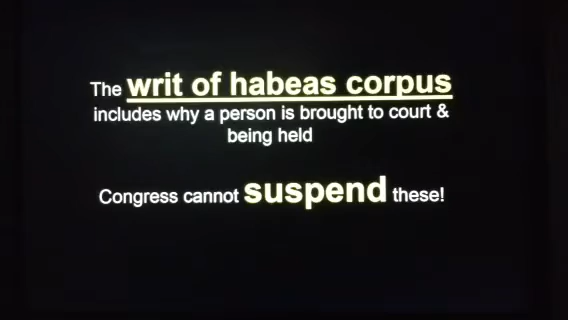 The writ of habeas corpus
includes why a person is brought to court &
being held
Congress cannot suspend these!